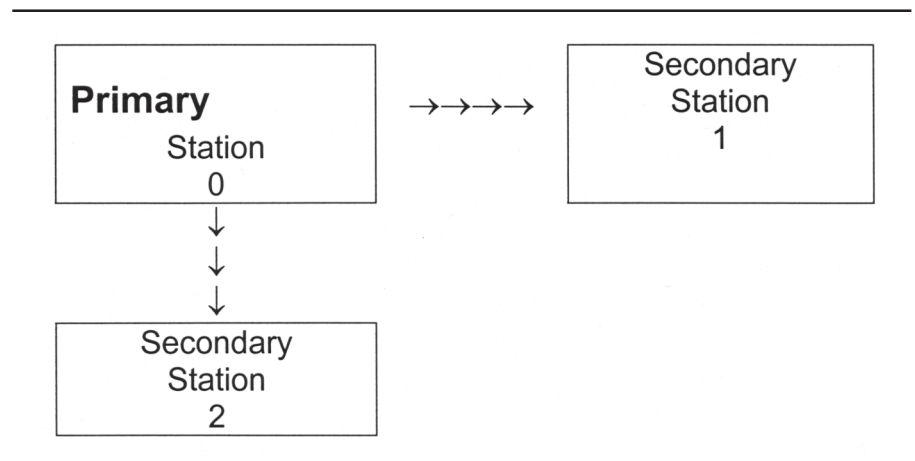 Primary
Station
0
→→→→
Secondary
Station
1
↓
↓
↓
Secondary
Station
2